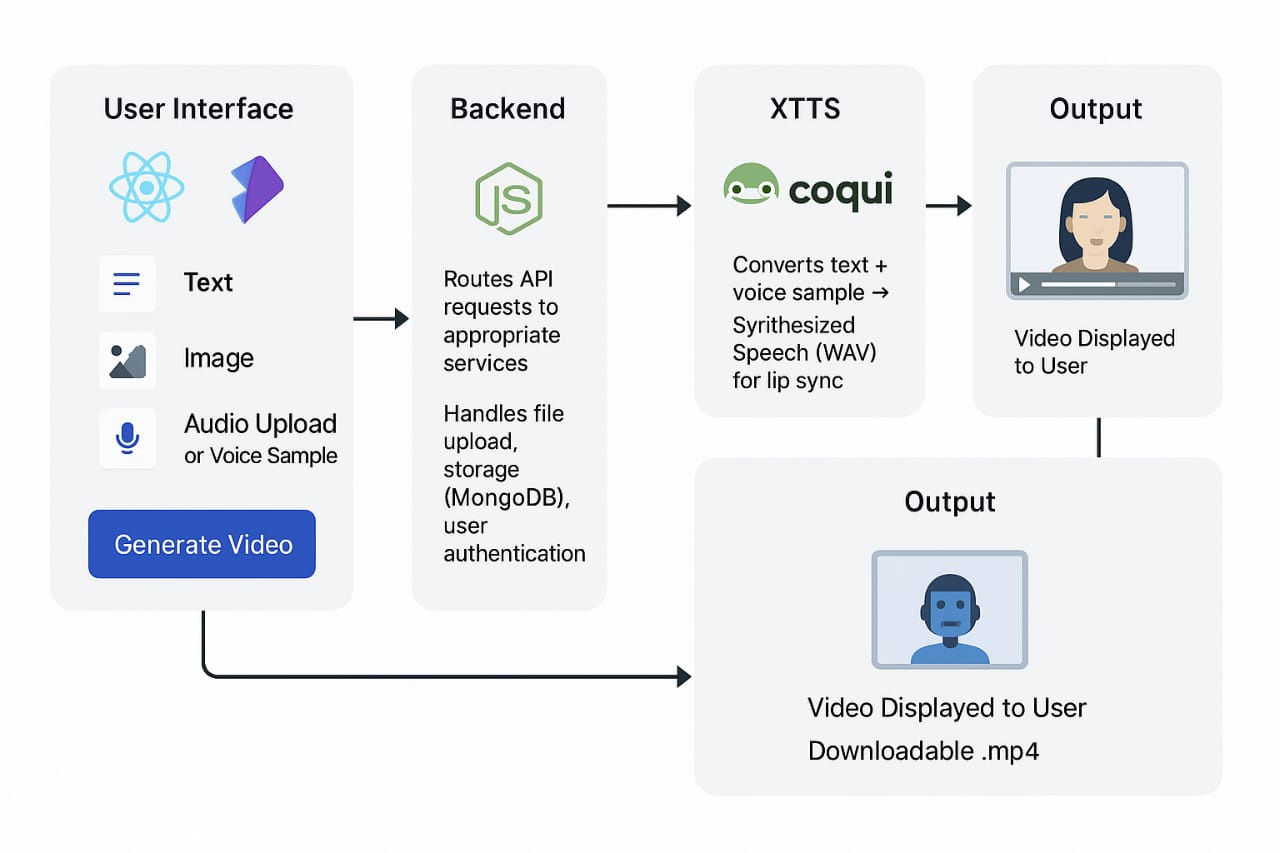 User Interface
Text
Image
Audio Upload
or Voice Sample
Generate Video
Backend
JS
Routes API
requests to
appropriate
services
Handles file
upload,
storage
(MongoDB),
user
authentication
XTTS
coqui
Converts text +
voice sample →
Syrithesized
Speech (WAV)
for lip sync
Output
Video Displayed
to User
Output
Video Displayed to User
Downloadable .mp4